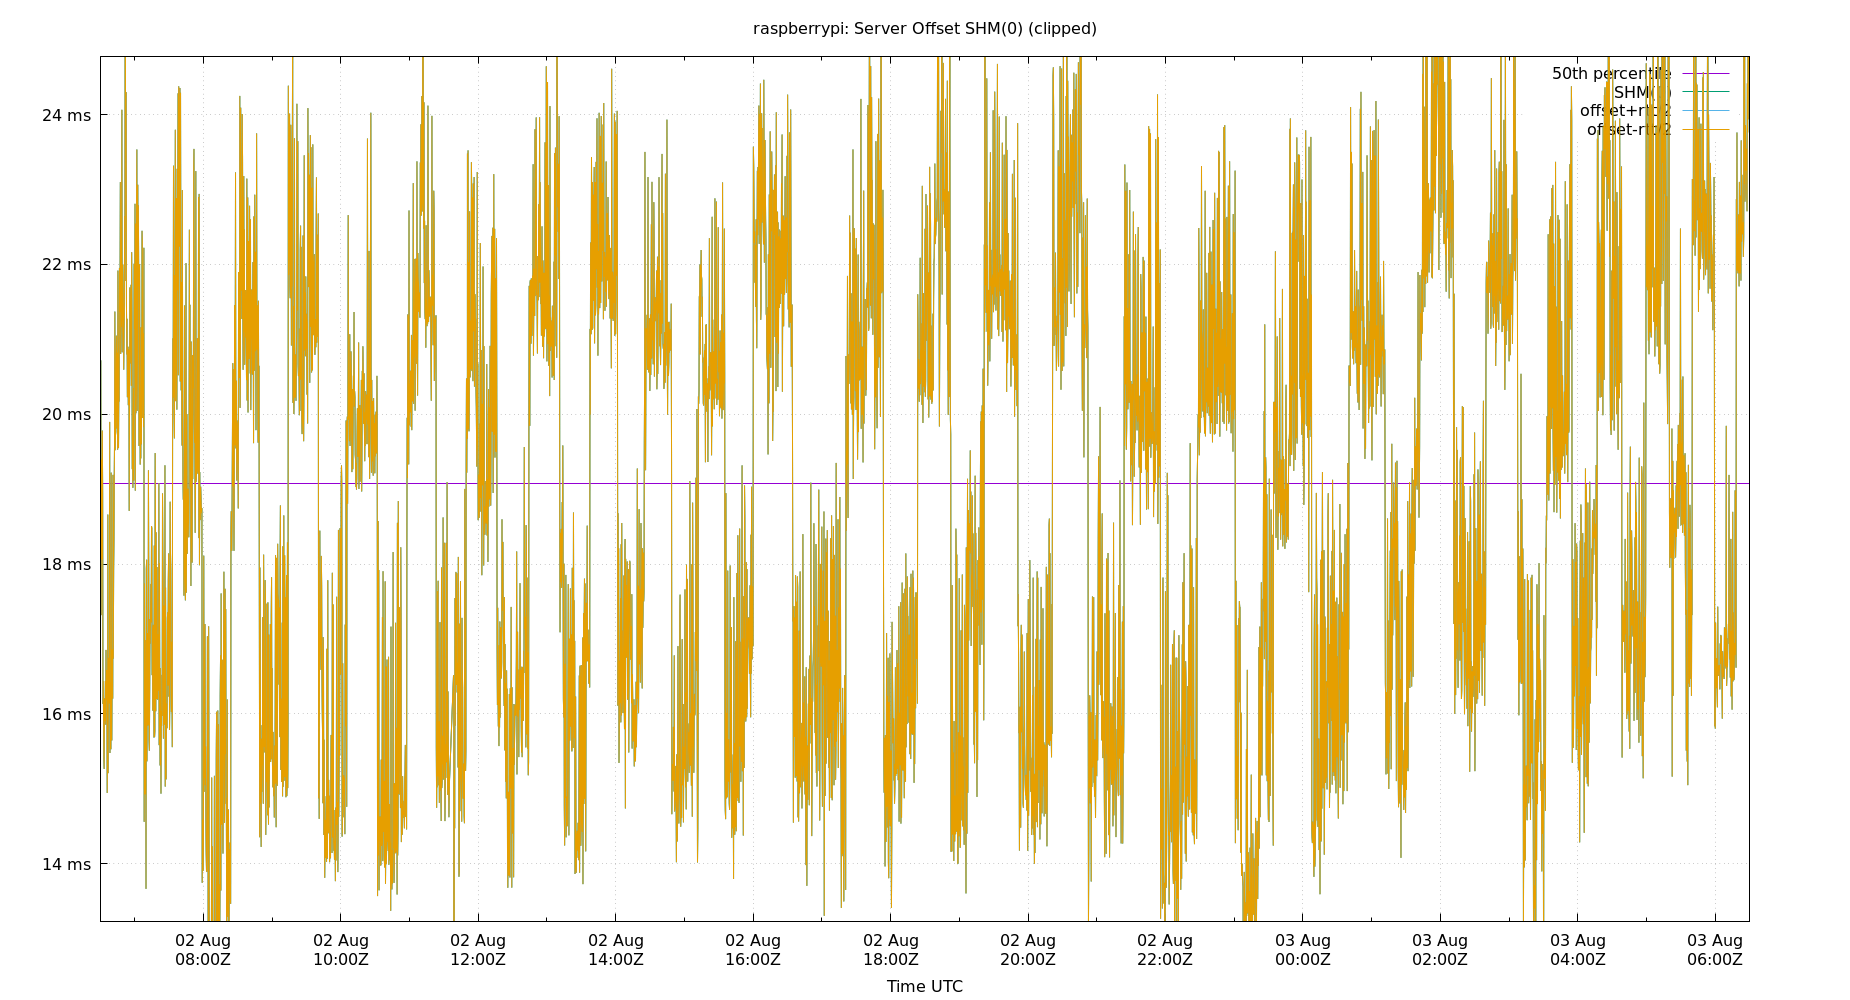 raspberrypi: Server Offset SHM(0) (clipped)
50th percentile
SHM(0)
offset+rtt/2
offset-rtt/2
24 ms
22 ms
20 ms
18 ms
16 ms
14 ms
02 Aug 02 Aug 02 Aug 02 Aug 02 Aug 02 Aug 02 Aug 02 Aug 03 Aug 03 Aug 03 Aug 03 Aug
08:00Z 10:00Z 12:00Z 14:00Z 16:00Z 18:00Z 20:00Z 22:00Z 00:00Z 02:00Z 04:00Z 06:00Z
Time UTC